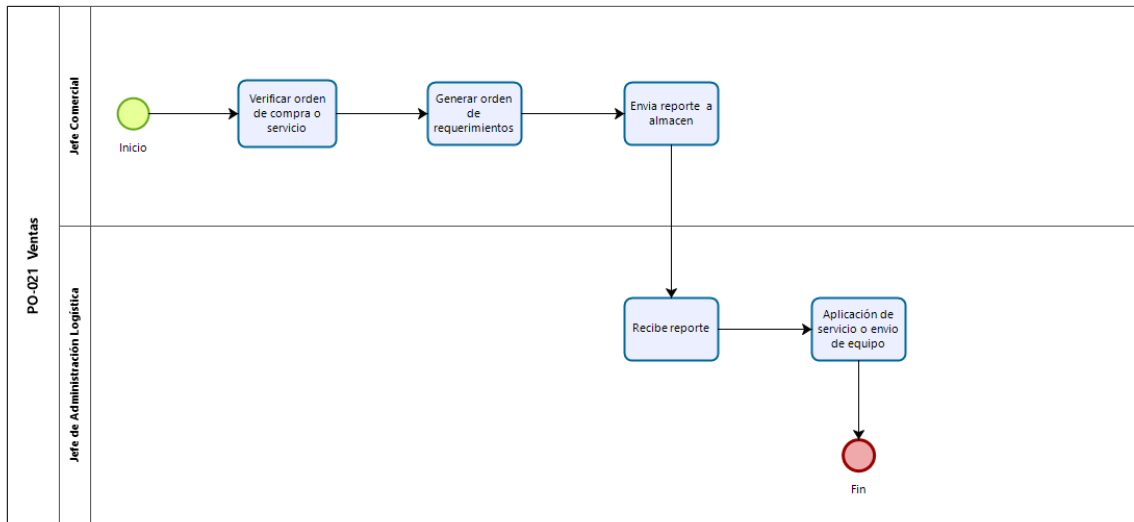 PO-021 Ventas
Jefe Comercial
Inicio
Verificar orden
de compra o
servicio
Generar orden
de
requerimientos
Envia reporte a
almacen
Jefe de Administración Logística
Recibe reporte
Aplicación de
servicio o envio
de equipo
Fin